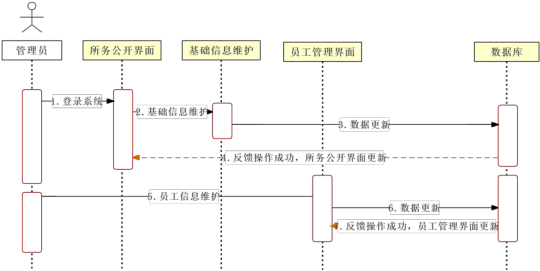 管理员
所务公开界面
基础信息维护
员工管理界面
数据库
1.登录系统
2.基础信息维护
3.数据更新
4.反馈操作成功，所务公开界面更新
5.员工信息维护
6.数据更新
7.反馈操作成功，员工管理界面更新